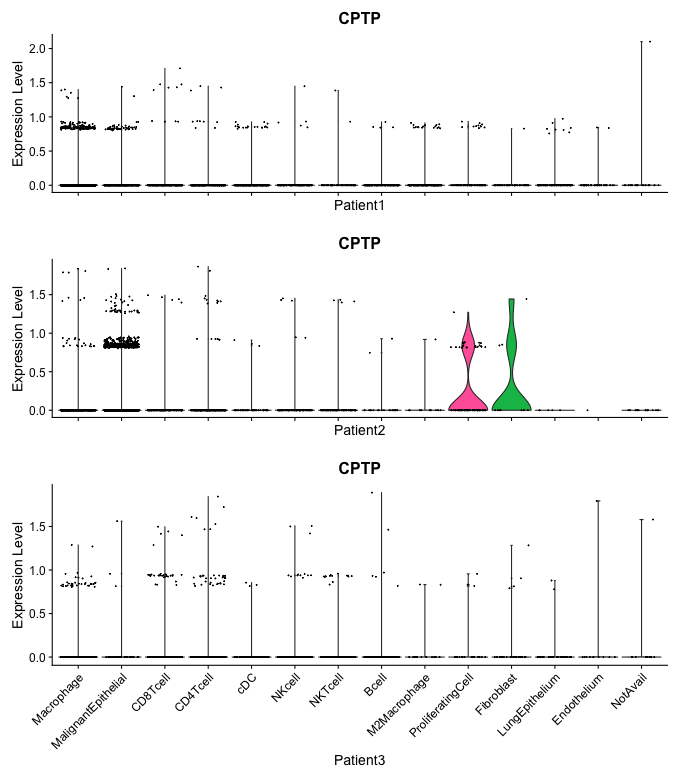 CPTP
Expression Level
2.0
1.5
1.0
0.5
0.0
Patient1
CPTP
Expression Level
1.5
1.0
0.5
0.0
Patient2
CPTP
Expression Level
1.5
1.0
0.5
0.0
Macrophage
MalignantEpithelial
CD8Tcell
CD4Tcell
cDC
NKcell
NKTcell
Bcell
M2Macrophage
ProliferatingCell
Fibroblast
LungEpithelium
Endothelium
NotAvail
Patient3